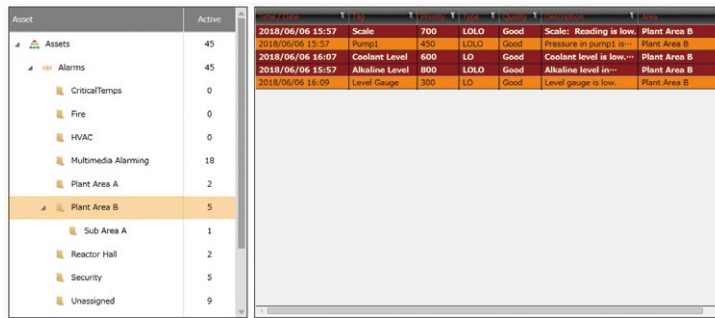 Asset Active
Assets 45
Alarms 45
CriticalTemps 0
Fire 0
HVAC 0
Multimedia Alarming 18
Plant Area A 2
Plant Area B 5
Sub Area A 1
Reactor Hall 2
Security 5
Unassigned 9
Time / Date Tag Priority Type Quality Description Area
2018/06/06 15:57 Scale 700 LOLO Good Scale: Reading is low. Plant Area B
2018/06/06 15:57 Pump1 450 LOLO Good Pressure in pump1 is… Plant Area B
2018/06/06 16:07 Coolant Level 600 LO Good Coolant level is low.… Plant Area B
2018/06/06 15:57 Alkaline Level 800 LOLO Good Alkaline level in… Plant Area B
2018/06/06 16:09 Level Gauge 300 LO Good Level gauge is low. Plant Area B